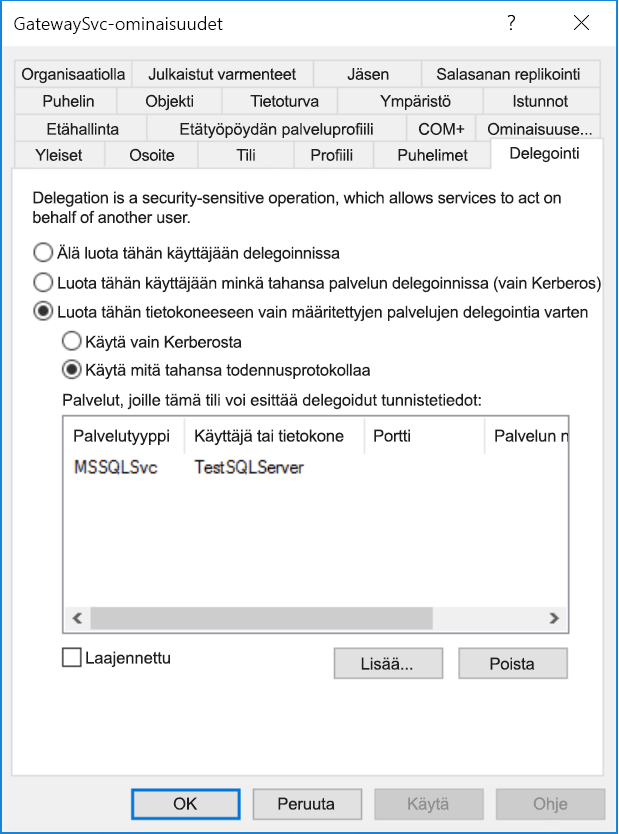 GatewaySvc-ominaisuudet ?
Organisaatiolla Julkaistut varmenteet Jäsen Salasanan replikointi
Puhelin Objekti Tietoturva Ympäristö Istunnot
Etähallinta Etätyöpöydän palveluprofiili COM+ Ominaisuuse...
Yleiset Osoite Tili Profiili Puhelimet Delegointi
Delegation is a security-sensitive operation, which allows services to act on
behalf of another user.
Älä luota tähän käyttäjään delegoinnissa
Luota tähän käyttäjään minkä tahansa palvelun delegoinnissa (vain Kerberos)
Luota tähän tietokoneeseen vain määritettyjen palvelujen delegointia varten
Käytä vain Kerberosta
Käytä mitä tahansa todennusprotokollaa
Palvelut, joille tämä tili voi esittää delegoidut tunnistetiedot:
Palvelutyyppi Käyttäjä tai tietokone Portti Palvelun n
MSSQLSvc TestSQLServer
Laajennettu Lisää... Poista
OK Peruuta Käytä Ohje